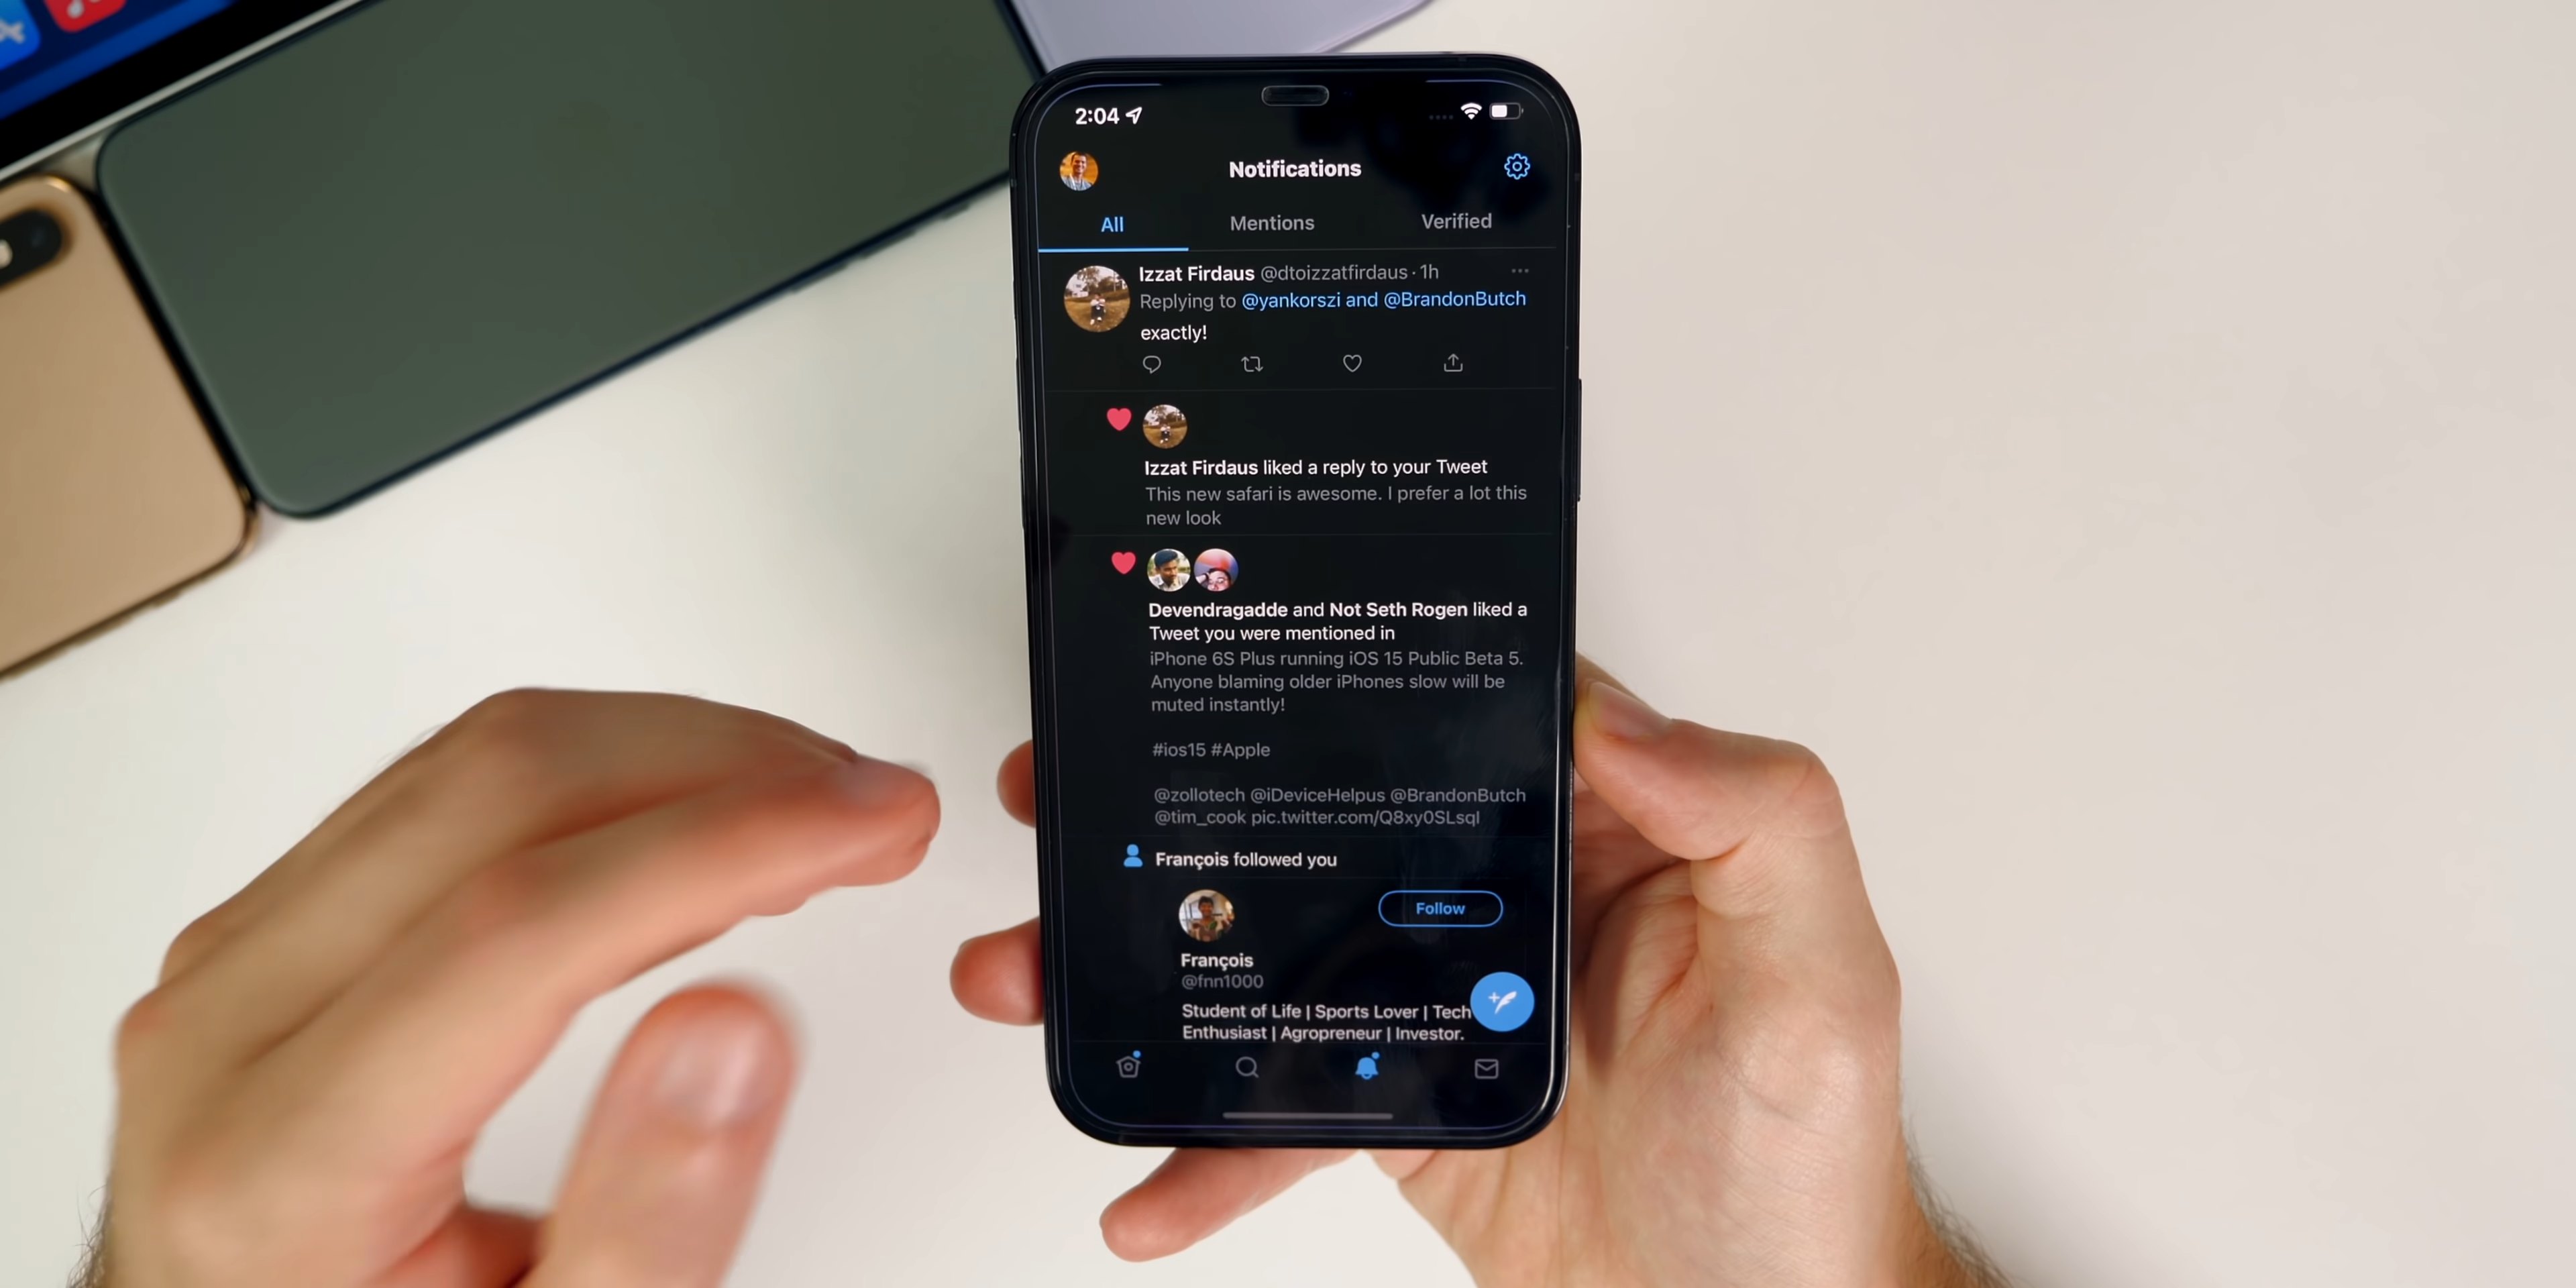 2:04
Notifications
All Mentions Verified
Izzat Firdaus @dtoizzatfirdaus · 1h
Replying to @yankorszi and @BrandonButch
exactly!
Izzat Firdaus liked a reply to your Tweet
This new safari is awesome. I prefer a lot this
new look
Devendragadde and Not Seth Rogen liked a
Tweet you were mentioned in
iPhone 6S Plus running iOS 15 Public Beta 5.
Anyone blaming older iPhones slow will be
muted instantly!
#ios15 #Apple
@zollotech @iDeviceHelpus @BrandonButch
@tim_cook pic.twitter.com/Q8xy0SLsqI
François followed you
Follow
François
@fnn1000
Student of Life | Sports Lover | Tech
Enthusiast | Agropreneur | Investor.